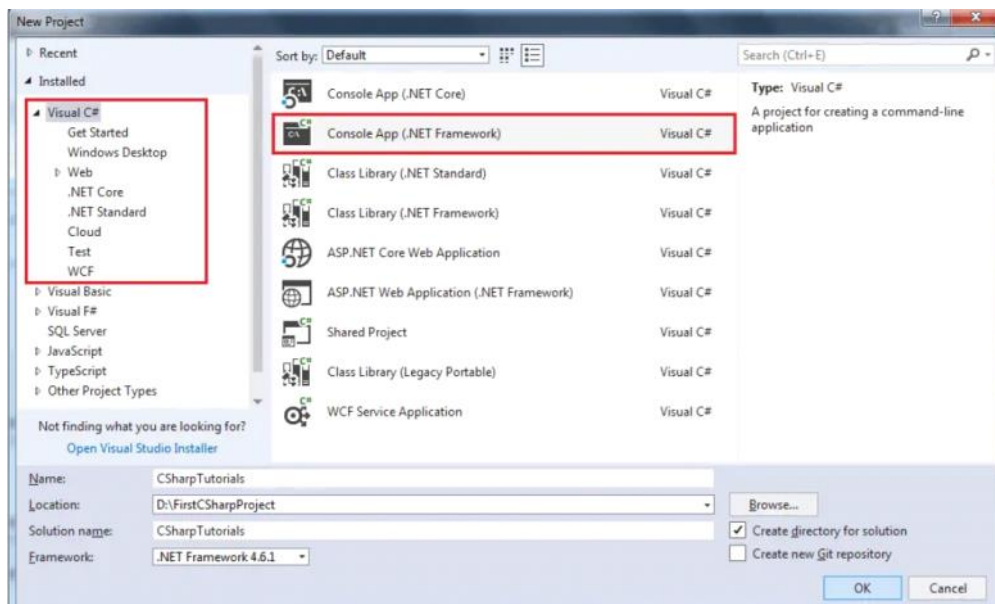 New Project
Recent
Installed
Visual C#
Get Started
Windows Desktop
Web
.NET Core
.NET Standard
Cloud
Test
WCF
Visual Basic
Visual F#
SQL Server
JavaScript
TypeScript
Other Project Types
Not finding what you are looking for?
Open Visual Studio Installer
Sort by: Default
Console App (.NET Core) Visual C#
Console App (.NET Framework) Visual C#
Class Library (.NET Standard) Visual C#
Class Library (.NET Framework) Visual C#
ASP.NET Core Web Application Visual C#
ASP.NET Web Application (.NET Framework) Visual C#
Shared Project Visual C#
Class Library (Legacy Portable) Visual C#
WCF Service Application Visual C#
Search (Ctrl+E)
Type: Visual C#
A project for creating a command-line
application
Name: CSharpTutorials
Location: D:\FirstCSharpProject
Browse...
Solution name: CSharpTutorials
Create directory for solution
Framework: .NET Framework 4.6.1
Create new Git repository
OK Cancel